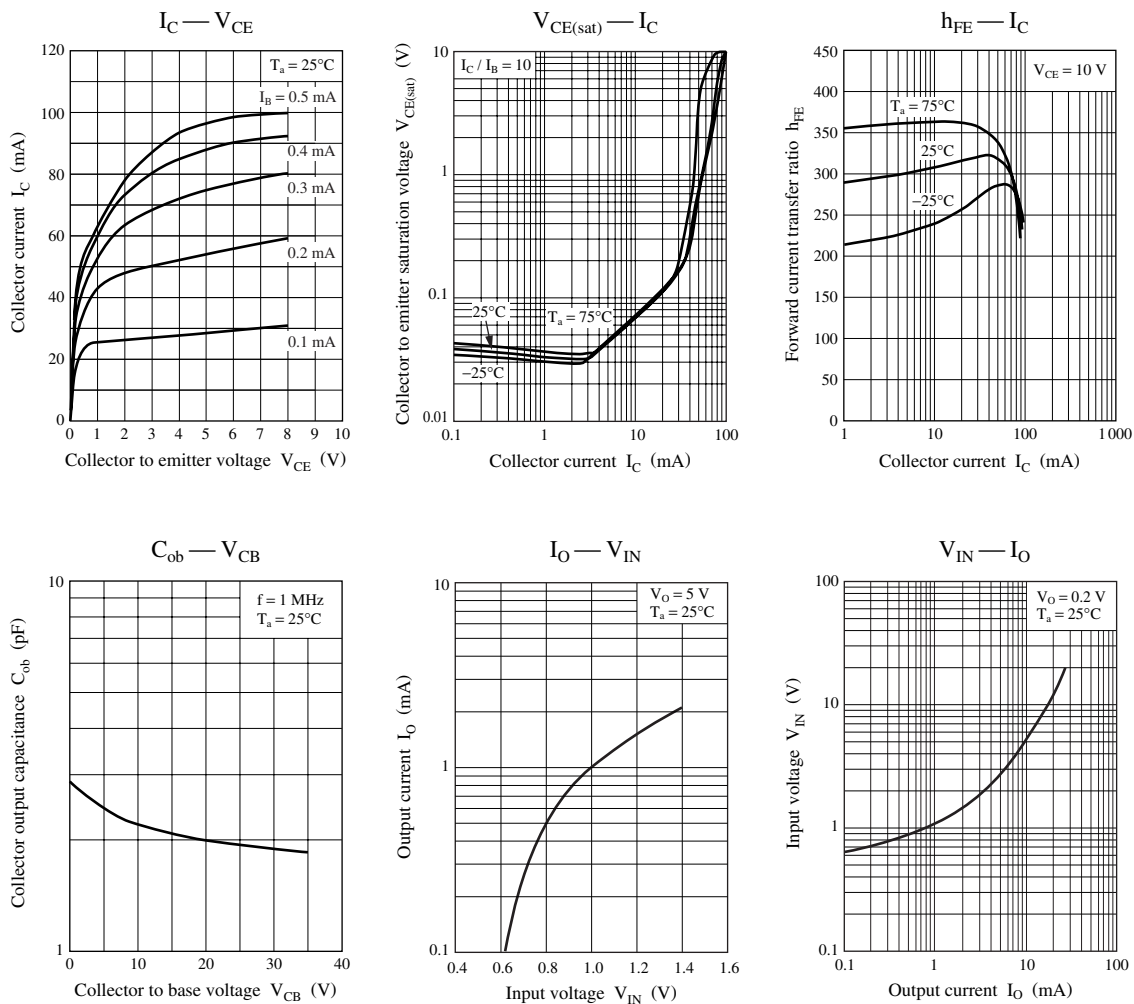 I_C — V_CE
120
100
80
60
40
20
0
0 1 2 3 4 5 6 7 8 9 10
T_a = 25°C
I_B = 0.5 mA
0.4 mA
0.3 mA
0.2 mA
0.1 mA
Collector current I_C (mA)
Collector to emitter voltage V_CE (V)
V_CE(sat) — I_C
10
1
0.1
0.01
0.1 1 10 100
I_C / I_B = 10
25°C
T_a = 75°C
–25°C
Collector to emitter saturation voltage V_CE(sat) (V)
Collector current I_C (mA)
h_FE — I_C
450
400
350
300
250
200
150
100
50
0
1 10 100 1 000
V_CE = 10 V
T_a = 75°C
25°C
–25°C
Forward current transfer ratio h_FE
Collector current I_C (mA)
C_ob — V_CB
10
1
0 10 20 30 40
f = 1 MHz
T_a = 25°C
Collector output capacitance C_ob (pF)
Collector to base voltage V_CB (V)
I_O — V_IN
10
1
0.1
0.4 0.6 0.8 1.0 1.2 1.4 1.6
V_O = 5 V
T_a = 25°C
Output current I_O (mA)
Input voltage V_IN (V)
V_IN — I_O
100
10
1
0.1
0.1 1 10 100
V_O = 0.2 V
T_a = 25°C
Input voltage V_IN (V)
Output current I_O (mA)